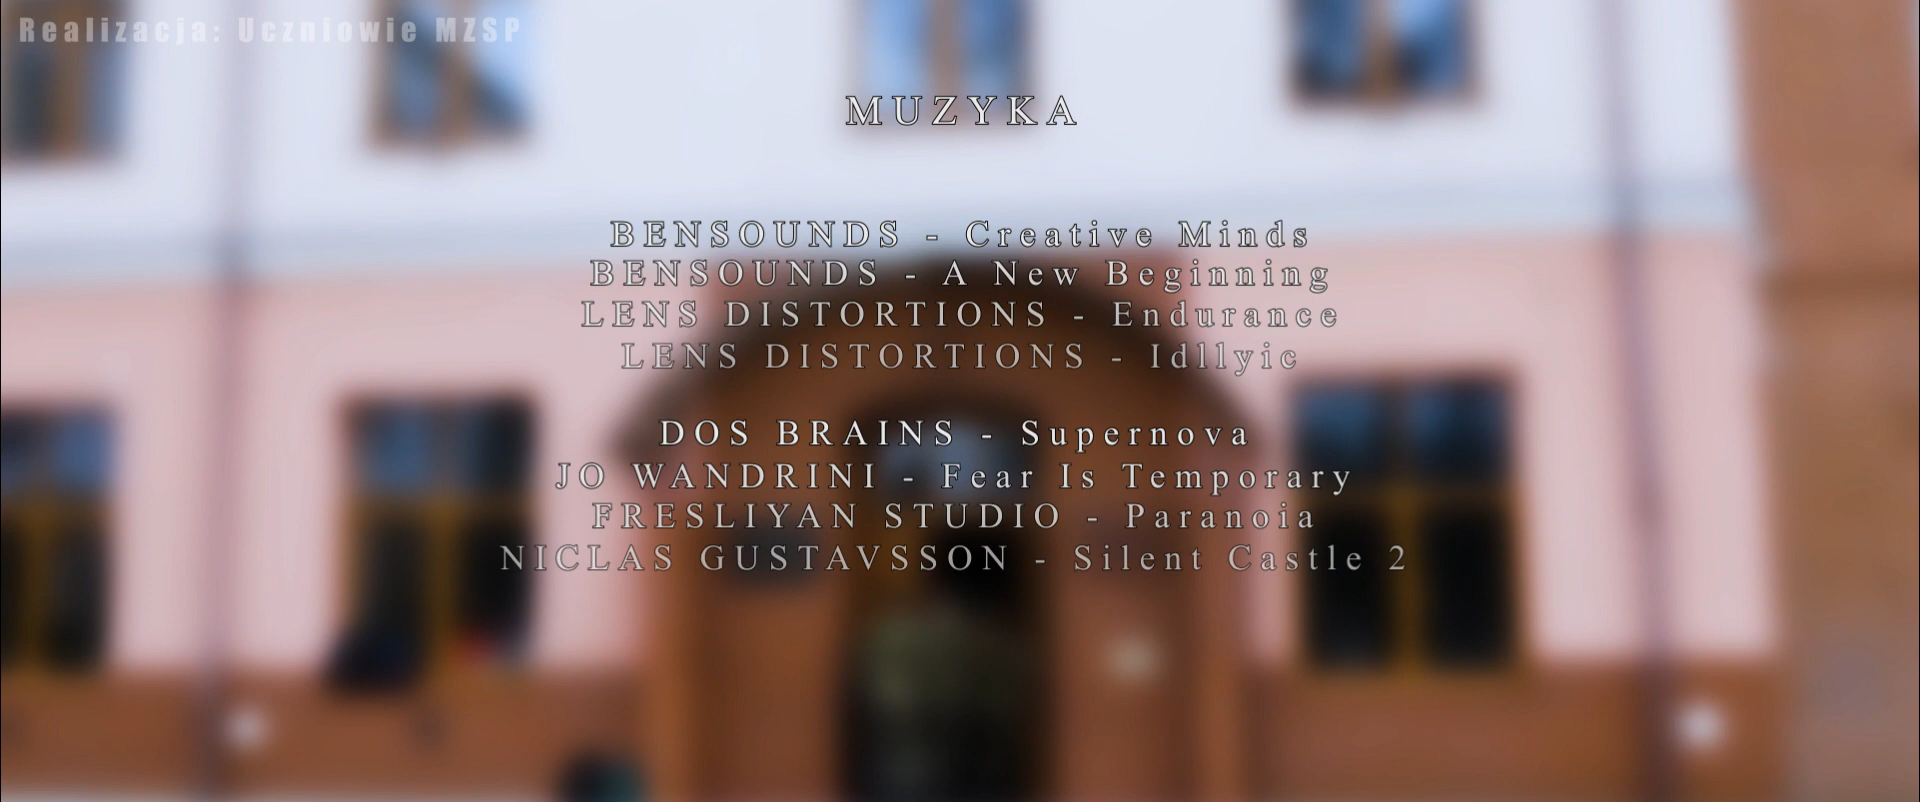 Realizacja: Uczniowie MZSP
MUZYKA
BENSOUNDS - Creative Minds
BENSOUNDS - A New Beginning
LENS DISTORTIONS - Endurance
LENS DISTORTIONS - Idllyic
DOS BRAINS - Supernova
JO WANDRINI - Fear Is Temporary
FRESLIYAN STUDIO - Paranoia
NICLAS GUSTAVSSON - Silent Castle 2